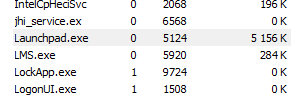 IntelCpHeciSvc 0 2068 196 K
jhi_service.ex 0 6568 0 K
Launchpad.exe 0 5124 5 156 K
LMS.exe 0 5920 284 K
LockApp.exe 1 9724 0 K
LogonUI.exe 1 1508 0 K